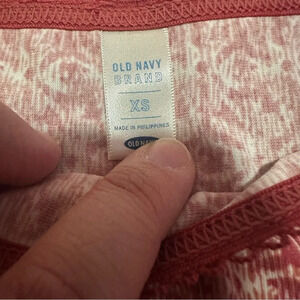 OLD NAVY
BRAND
XS
MADE IN PHILIPPINES
OLD NAVY